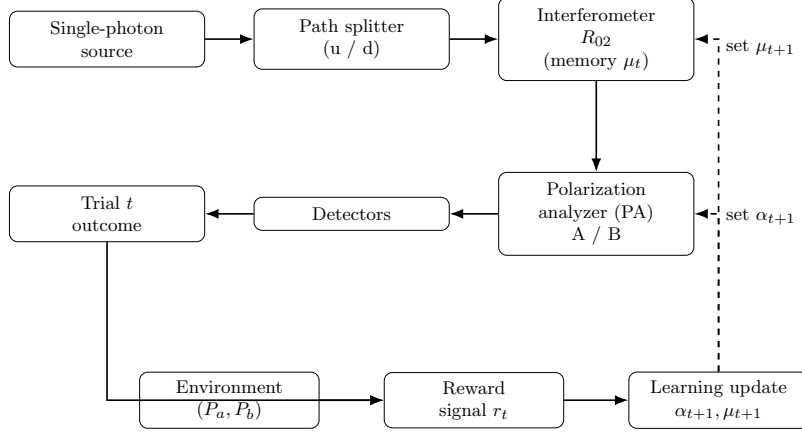 Single-photon
source
Path splitter
(u / d)
Interferometer
R₀₂
(memory μₜ)
set μₜ₊₁
Trial t
outcome
Detectors
Polarization
analyzer (PA)
A / B
set αₜ₊₁
Environment
(Pₐ, P_b)
Reward
signal rₜ
Learning update
αₜ₊₁, μₜ₊₁